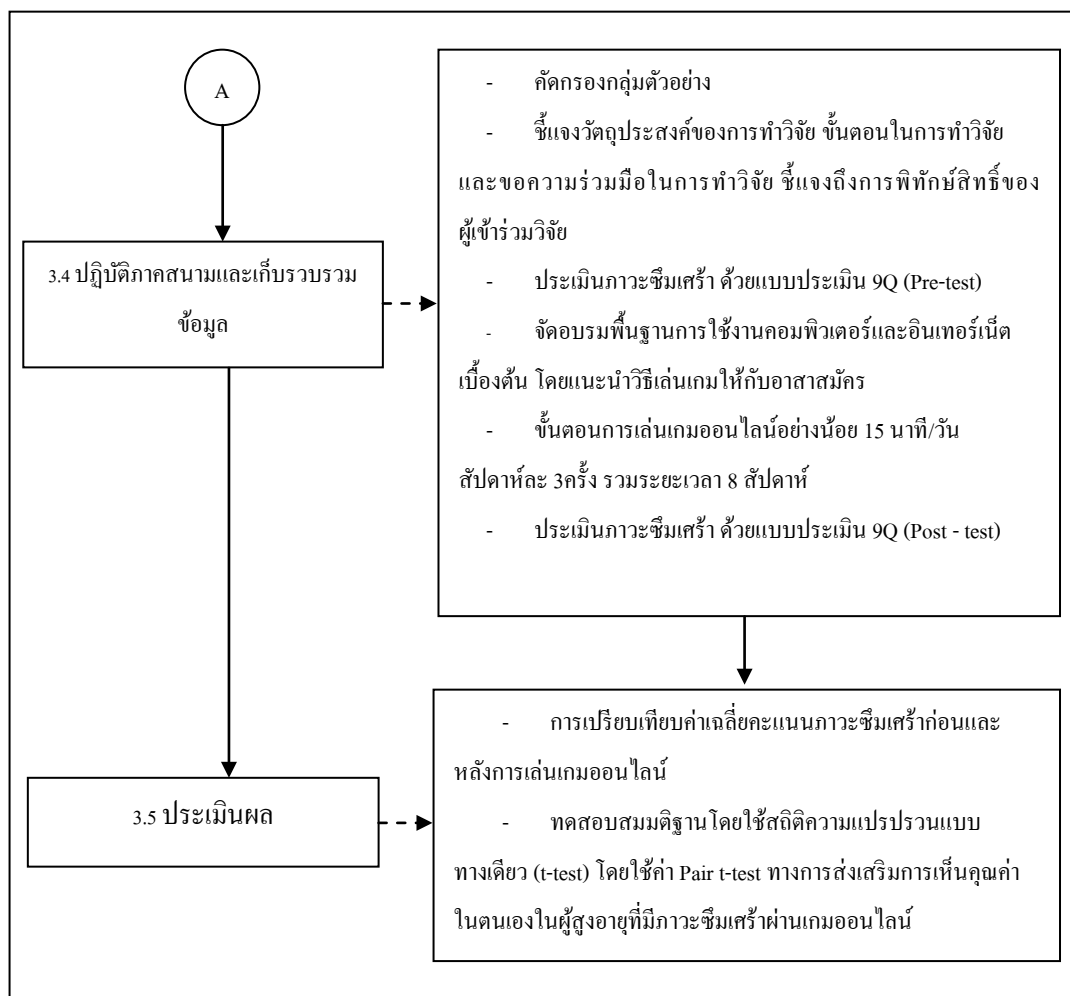 A
3.4 ปฏิบัติภาคสนามและเก็บรวบรวม
ข้อมูล
- คัดกรองกลุ่มตัวอย่าง
- ชี้แจงวัตถุประสงค์ของการทำวิจัย ขั้นตอนในการทำวิจัย
และขอความร่วมมือในการทำวิจัย ชี้แจงถึงการพิทักษ์สิทธิ์ของ
ผู้เข้าร่วมวิจัย
- ประเมินภาวะซึมเศร้า ด้วยแบบประเมิน 9Q (Pre-test)
- จัดอบรมพื้นฐานการใช้งานคอมพิวเตอร์และอินเทอร์เน็ต
เบื้องต้น โดยแนะนำวิธีเล่นเกมให้กับอาสาสมัคร
- ขั้นตอนการเล่นเกมออนไลน์อย่างน้อย 15 นาที/วัน
สัปดาห์ละ 3ครั้ง รวมระยะเวลา 8 สัปดาห์
- ประเมินภาวะซึมเศร้า ด้วยแบบประเมิน 9Q (Post - test)
3.5 ประเมินผล
- การเปรียบเทียบค่าเฉลี่ยคะแนนภาวะซึมเศร้าก่อนและ
หลังการเล่นเกมออนไลน์
- ทดสอบสมมติฐานโดยใช้สถิติความแปรปรวนแบบ
ทางเดียว (t-test) โดยใช้ค่า Pair t-test ทางการส่งเสริมการเห็นคุณค่า
ในตนเองในผู้สูงอายุที่มีภาวะซึมเศร้าผ่านเกมออนไลน์